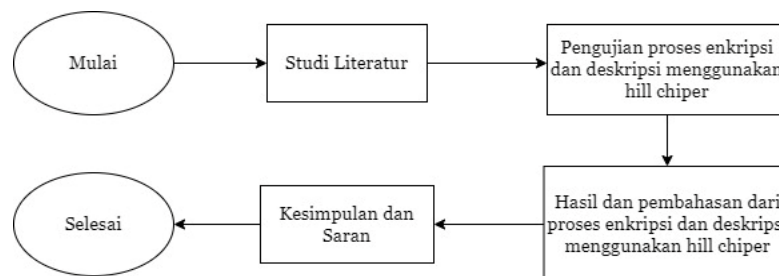 Mulai
Studi Literatur
Pengujian proses enkripsi
dan deskripsi menggunakan
hill chiper
Hasil dan pembahasan dari
proses enkripsi dan deskripsi
menggunakan hill chiper
Kesimpulan dan
Saran
Selesai